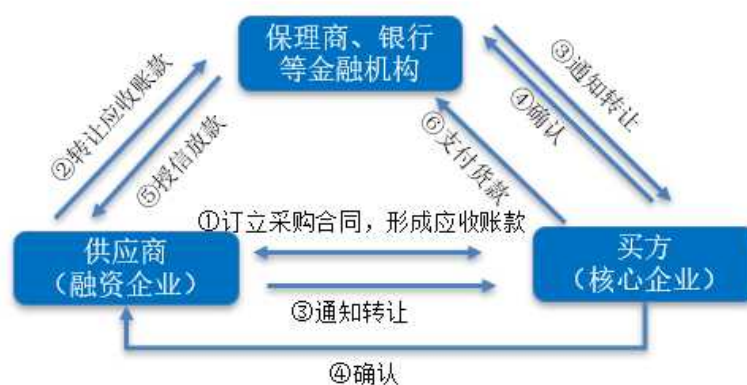 保理商、银行
等金融机构
②转让应收账款
⑤授信放款
③通知转让
④确认
⑥支付货款
①订立采购合同，形成应收账款
供应商
（融资企业）
买方
（核心企业）
③通知转让
④确认